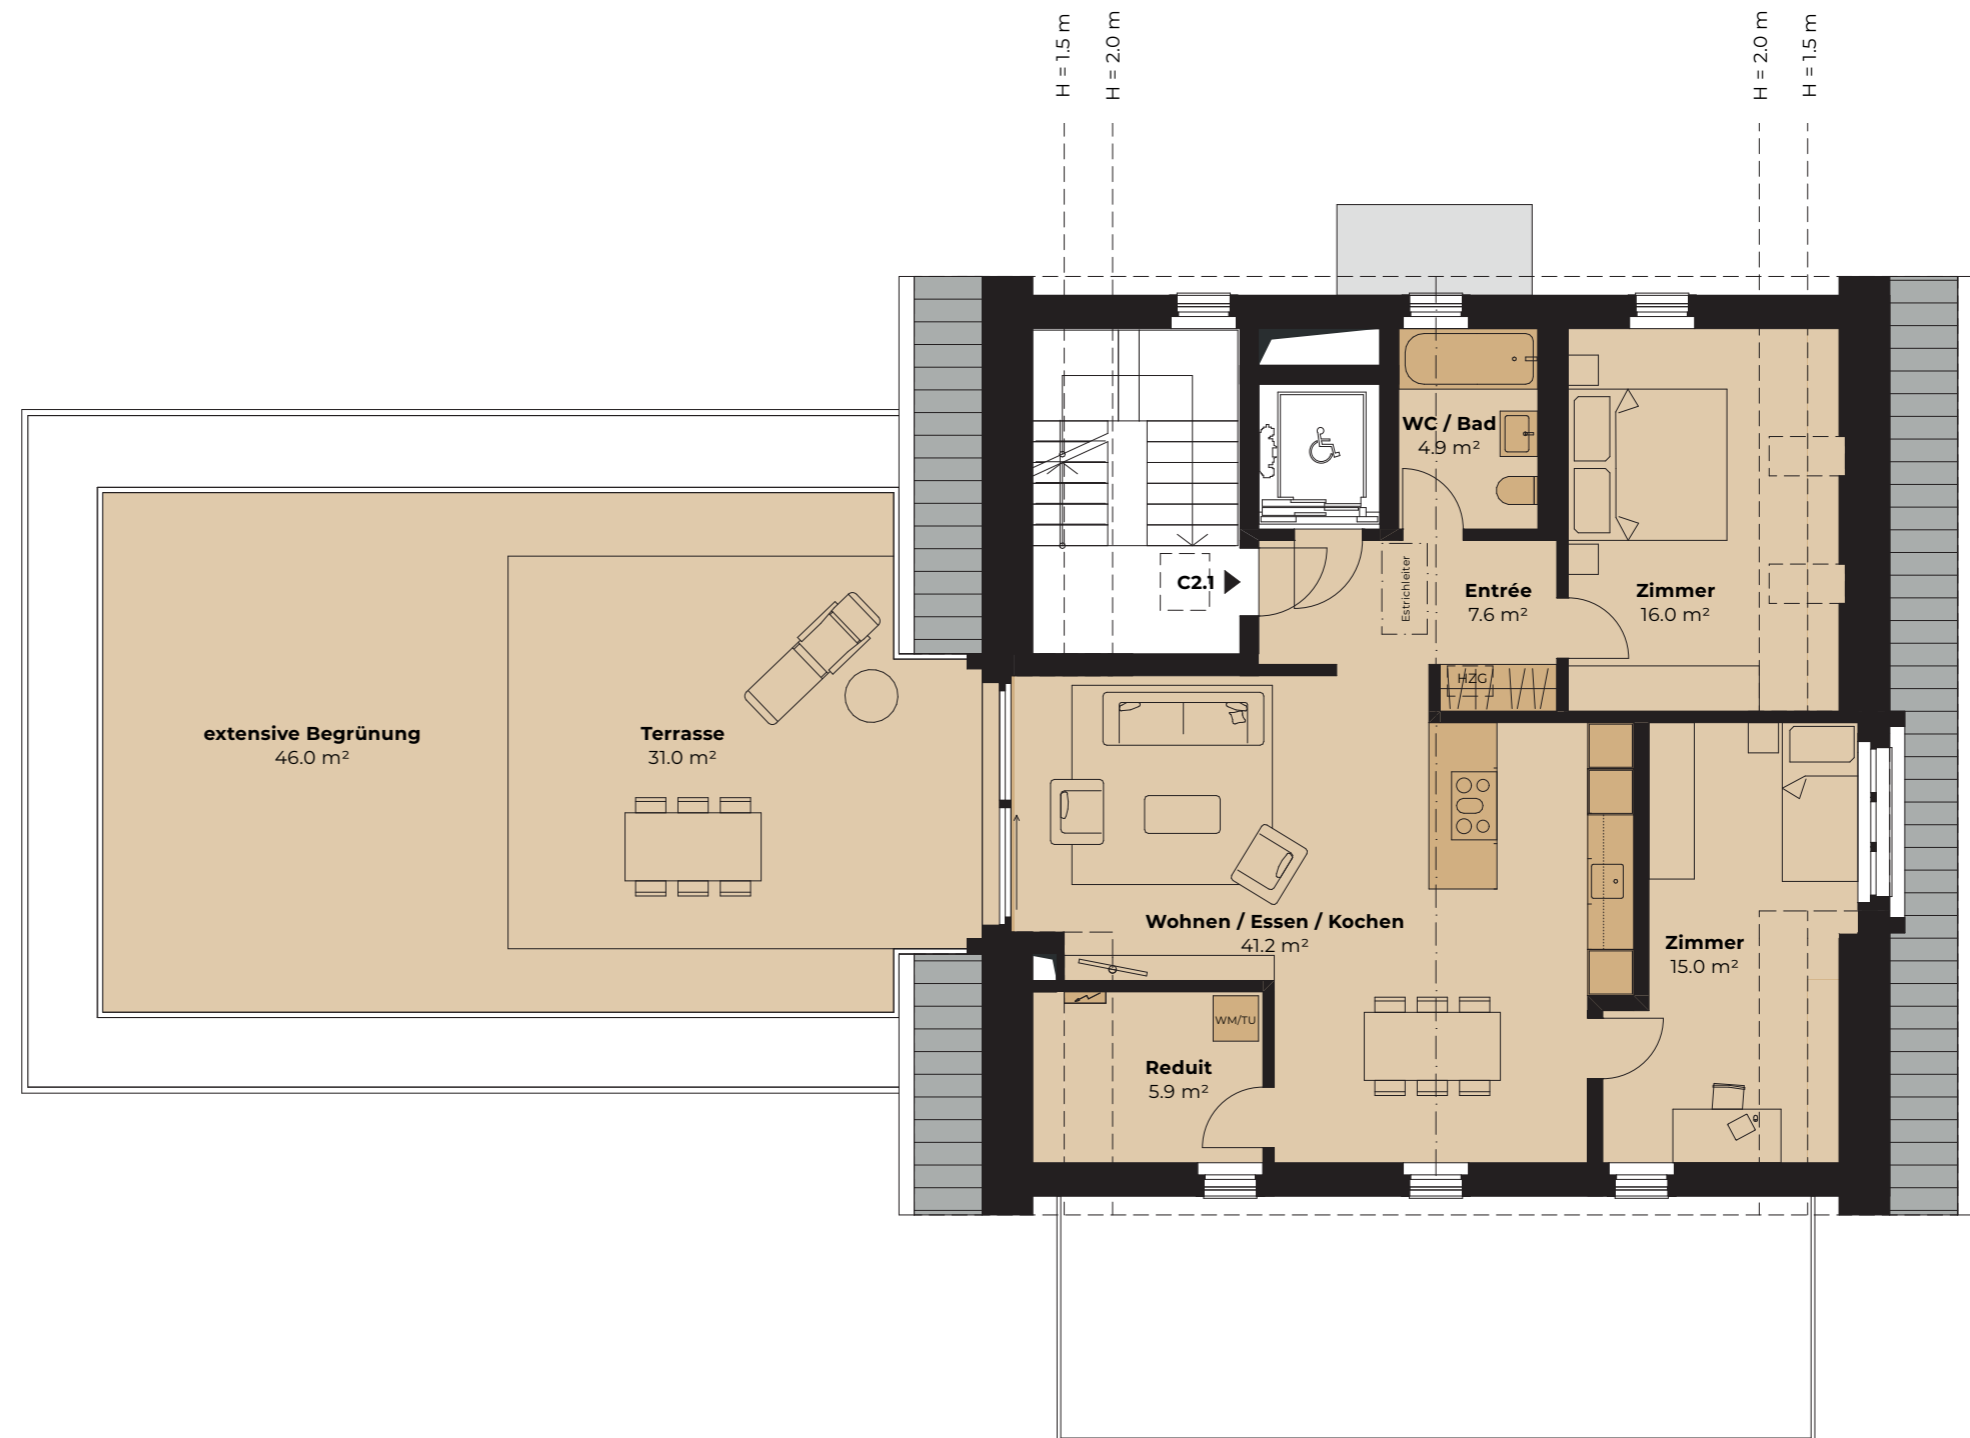 H = 1.5 m
H = 2.0 m
H = 2.0 m
H = 1.5 m
WC / Bad
4.9 m²
C2.1
Estrichleiter
Entrée
7.6 m²
Zimmer
16.0 m²
HZG
extensive Begrünung
46.0 m²
Terrasse
31.0 m²
Wohnen / Essen / Kochen
41.2 m²
Zimmer
15.0 m²
WM/TU
Reduit
5.9 m²